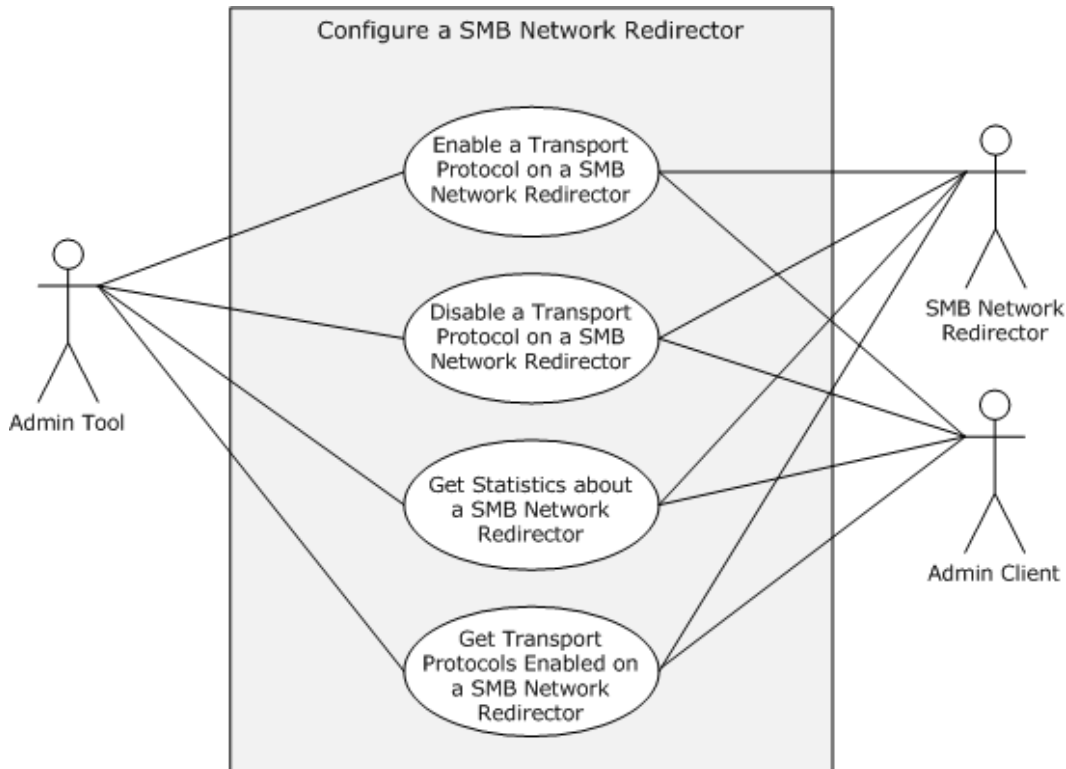 Configure a SMB Network Redirector
Enable a Transport
Protocol on a SMB
Network Redirector
Disable a Transport
Protocol on a SMB
Network Redirector
Get Statistics about
a SMB Network
Redirector
Get Transport
Protocols Enabled on
a SMB Network
Redirector
Admin Tool
SMB Network
Redirector
Admin Client